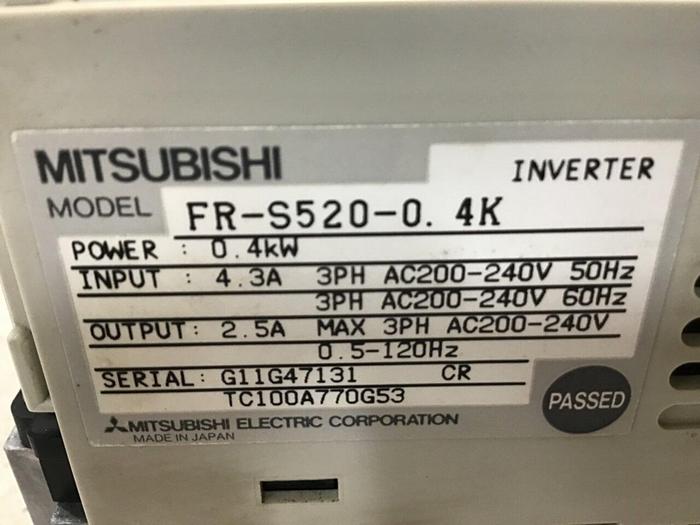 MITSUBISHI INVERTER
MODEL FR-S520-0.4K
POWER : 0.4kW
INPUT : 4.3A 3PH AC200-240V 50Hz
3PH AC200-240V 60Hz
OUTPUT: 2.5A MAX 3PH AC200-240V
0.5-120Hz
SERIAL: G11G47131 CR
TC100A770G53
PASSED
MITSUBISHI ELECTRIC CORPORATION
MADE IN JAPAN